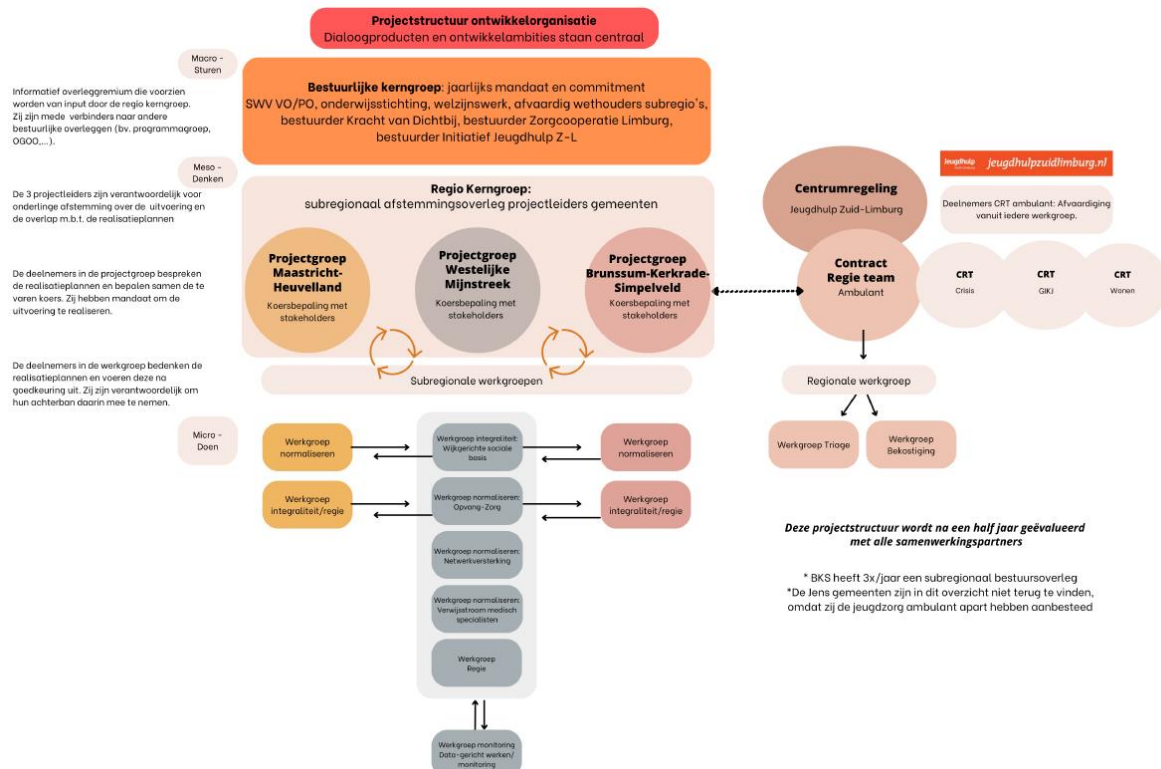 Projectstructuur ontwikkelorganisatie
Dialoogproducten en ontwikkelambities staan centraal
Macro -
Sturen
Informatief overleggremium die voorzien
worden van input door de regio kerngroep.
Zij zijn mede verbinders naar andere
bestuurlijke overleggen (bv. programmagroep,
OGOO,...).
Bestuurlijke kerngroep: jaarlijks mandaat en commitment
SWV VO/PO, onderwijsstichting, welzijnswerk, afvaardig wethouders subregio's,
bestuurder Kracht van Dichtbij, bestuurder Zorgcooperatie Limburg,
bestuurder Initiatief Jeugdhulp Z-L
Meso -
Denken
De 3 projectleiders zijn verantwoordelijk voor
onderlinge afstemming over de uitvoering en
de overlap m.b.t. de realisatieplannen
Regio Kerngroep:
subregionaal afstemmingsoverleg projectleiders gemeenten
Centrumregeling
Jeugdhulp Zuid-Limburg
Jeugdhulp
jeugdhulpzuidlimburg.nl
Deelnemers CRT ambulant: Afvaardiging
vanuit iedere werkgroep.
De deelnemers in de projectgroep bespreken
de realisatieplannen en bepalen samen de te
varen koers. Zij hebben mandaat om de
uitvoering te realiseren.
Projectgroep
Maastricht-
Heuvelland
Koersbepaling met
stakeholders
Projectgroep
Westelijke
Mijnstreek
Koersbepaling met
stakeholders
Projectgroep
Brunssum-Kerkrade-
Simpelveld
Koersbepaling met
stakeholders
Contract
Regie team
Ambulant
CRT
Crisis
CRT
GIKJ
CRT
Wonen
De deelnemers in de werkgroep bedenken de
realisatieplannen en voeren deze na
goedkeuring uit. Zij zijn verantwoordelijk om
hun achterban daarin mee te nemen.
Subregionale werkgroepen
Regionale werkgroep
Micro -
Doen
Werkgroep
normaliseren
Werkgroep integraliteit:
Wijkgerichte sociale
basis
Werkgroep
normaliseren
Werkgroep Triage
Werkgroep
Bekostiging
Werkgroep
integraliteit/regie
Werkgroep normaliseren:
Opvang-Zorg
Werkgroep
integraliteit/regie
Werkgroep normaliseren:
Netwerkversterking
Werkgroep normaliseren:
Verwijsstroom medisch
specialisten
Werkgroep
Regie
Werkgroep monitoring
Data-gericht werken/
monitoring
Deze projectstructuur wordt na een half jaar geëvalueerd
met alle samenwerkingspartners
* BKS heeft 3x/jaar een subregionaal bestuursoverleg
*De Jens gemeenten zijn in dit overzicht niet terug te vinden,
omdat zij de jeugdzorg ambulant apart hebben aanbesteed